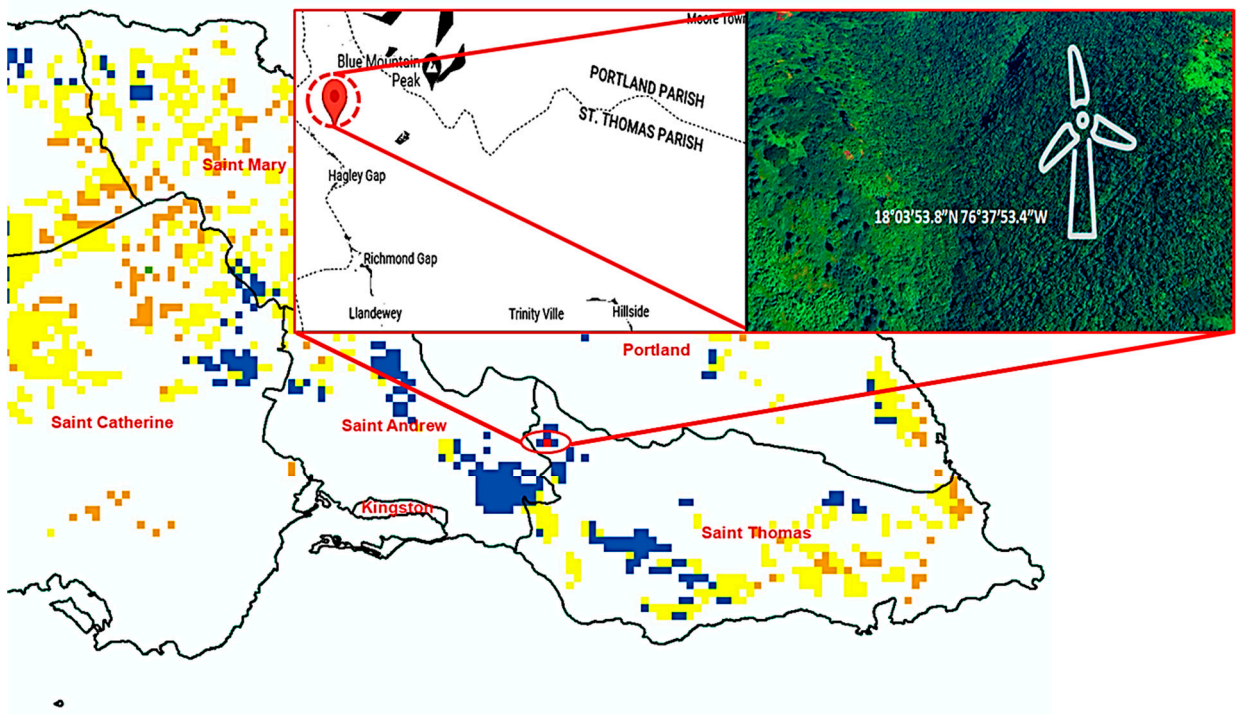 Moore Town
Blue Mountain
Peak
PORTLAND PARISH
ST. THOMAS PARISH
Hagley Gap
Richmond Gap
Llandewey
Trinity Ville
Hillside
18°03'53.8"N 76°37'53.4"W
Saint Mary
Portland
Saint Catherine
Saint Andrew
Kingston
Saint Thomas